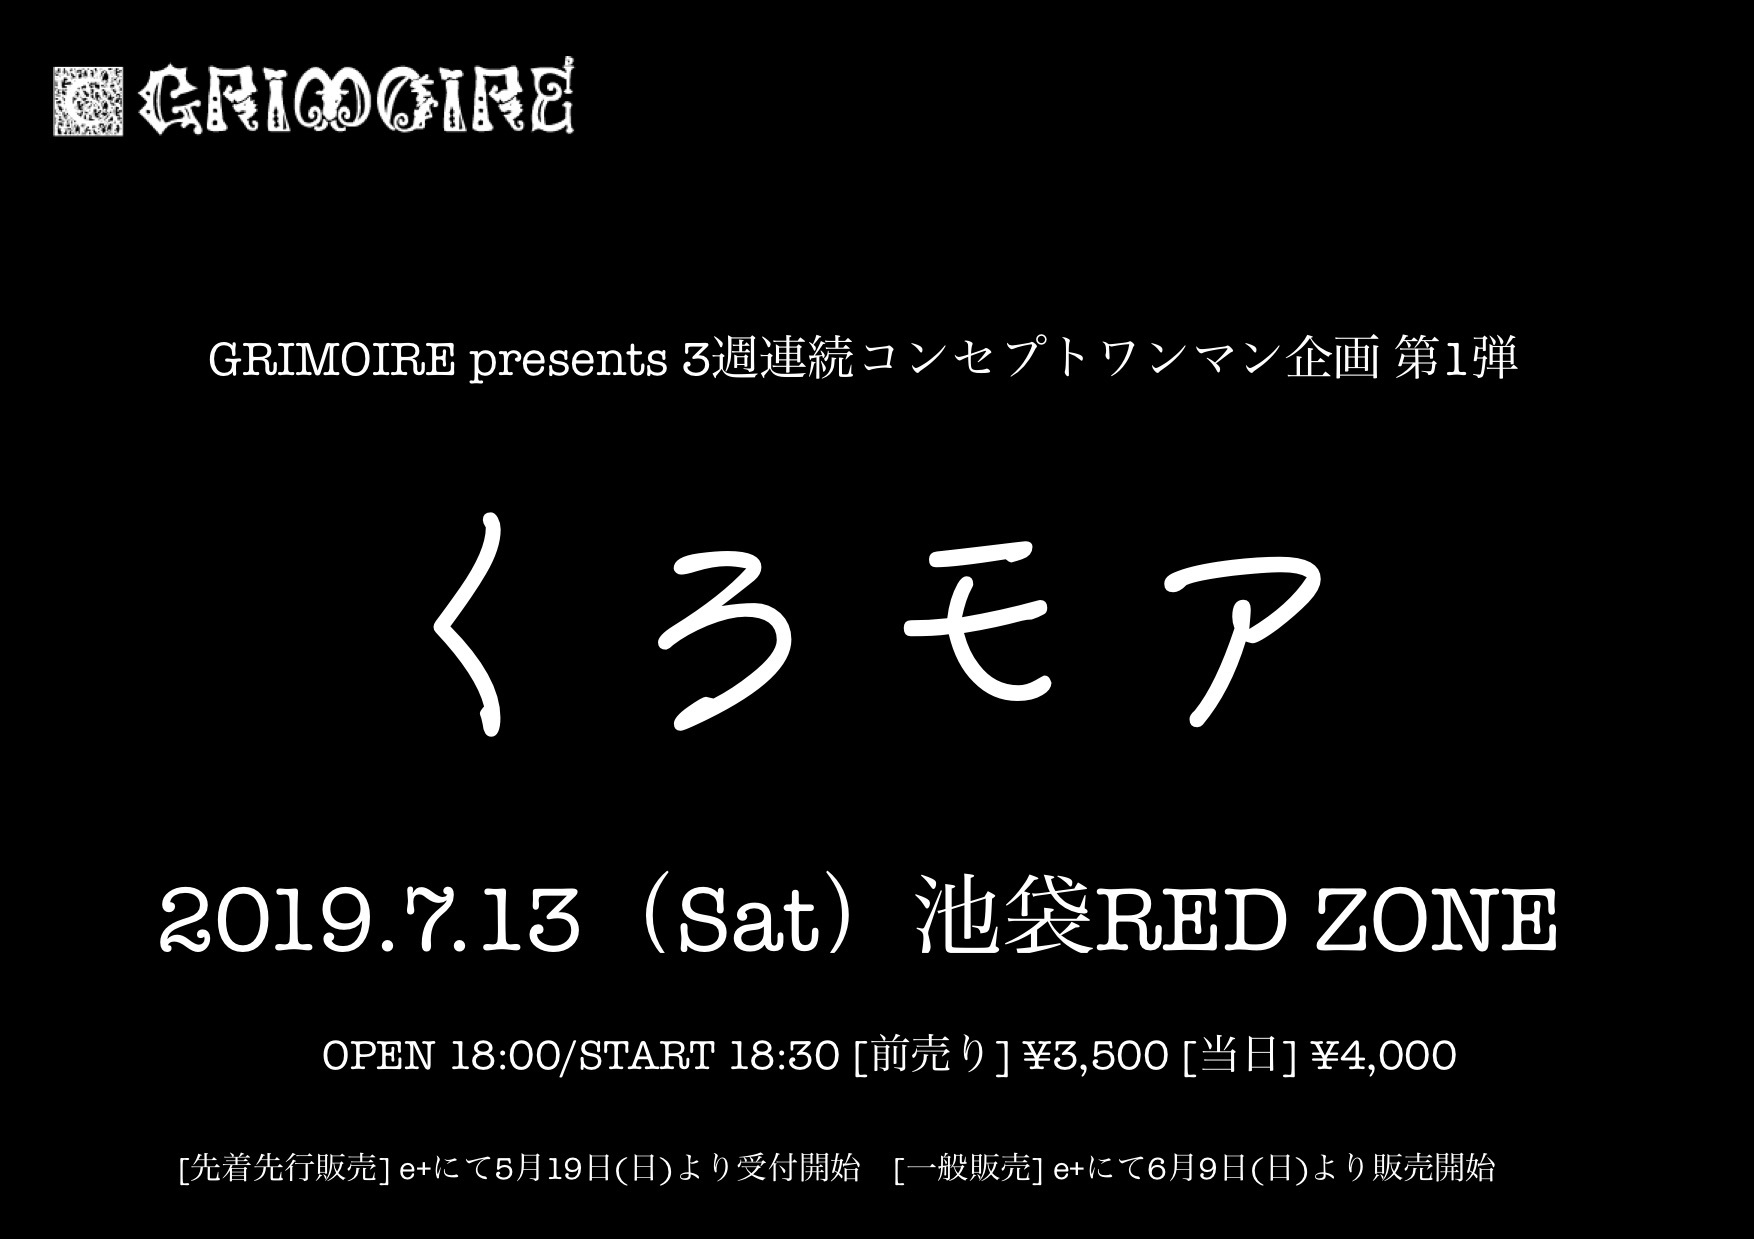 GRIMOIRE
GRIMOIRE presents 3週連続コンセプトワンマン企画 第1弾
くろモア
2019.7.13（Sat）池袋RED ZONE
OPEN 18:00/START 18:30 [前売り] ¥3,500 [当日] ¥4,000
[先着先行販売] e+にて5月19日(日)より受付開始　[一般販売] e+にて6月9日(日)より販売開始